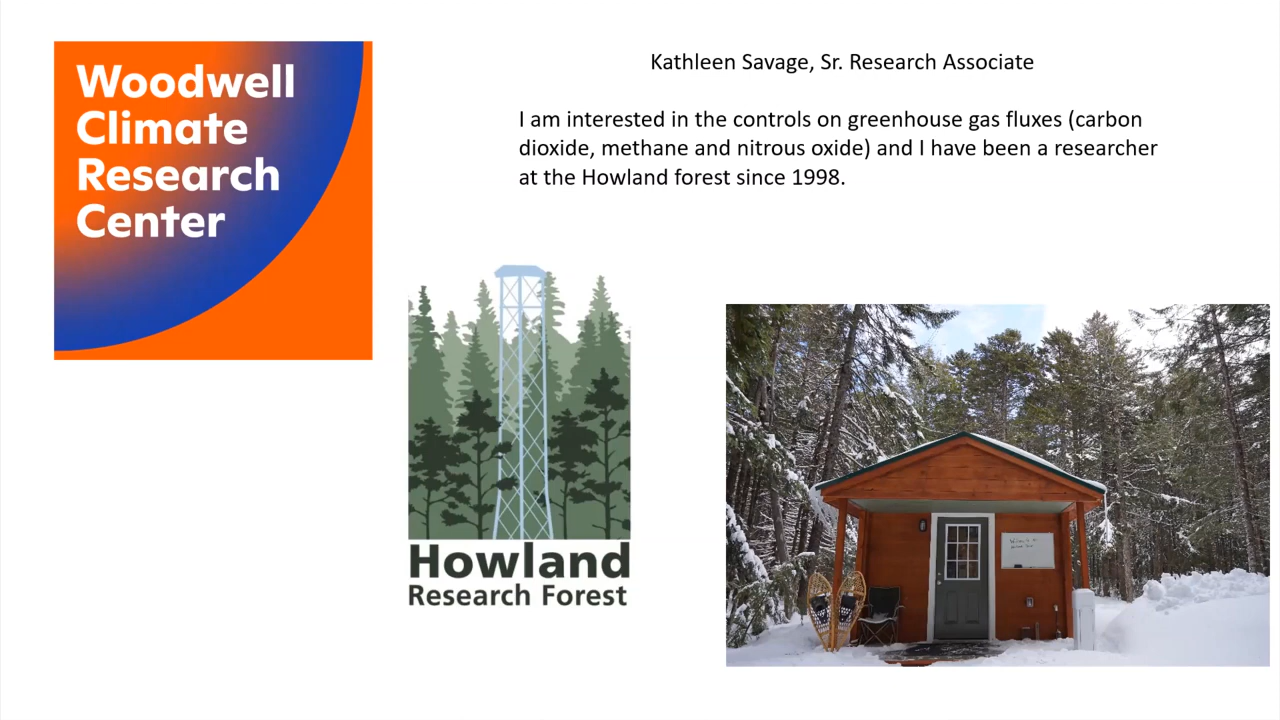 Woodwell
Climate
Research
Center
Kathleen Savage, Sr. Research Associate
I am interested in the controls on greenhouse gas fluxes (carbon
dioxide, methane and nitrous oxide) and I have been a researcher
at the Howland forest since 1998.
Howland
Research Forest